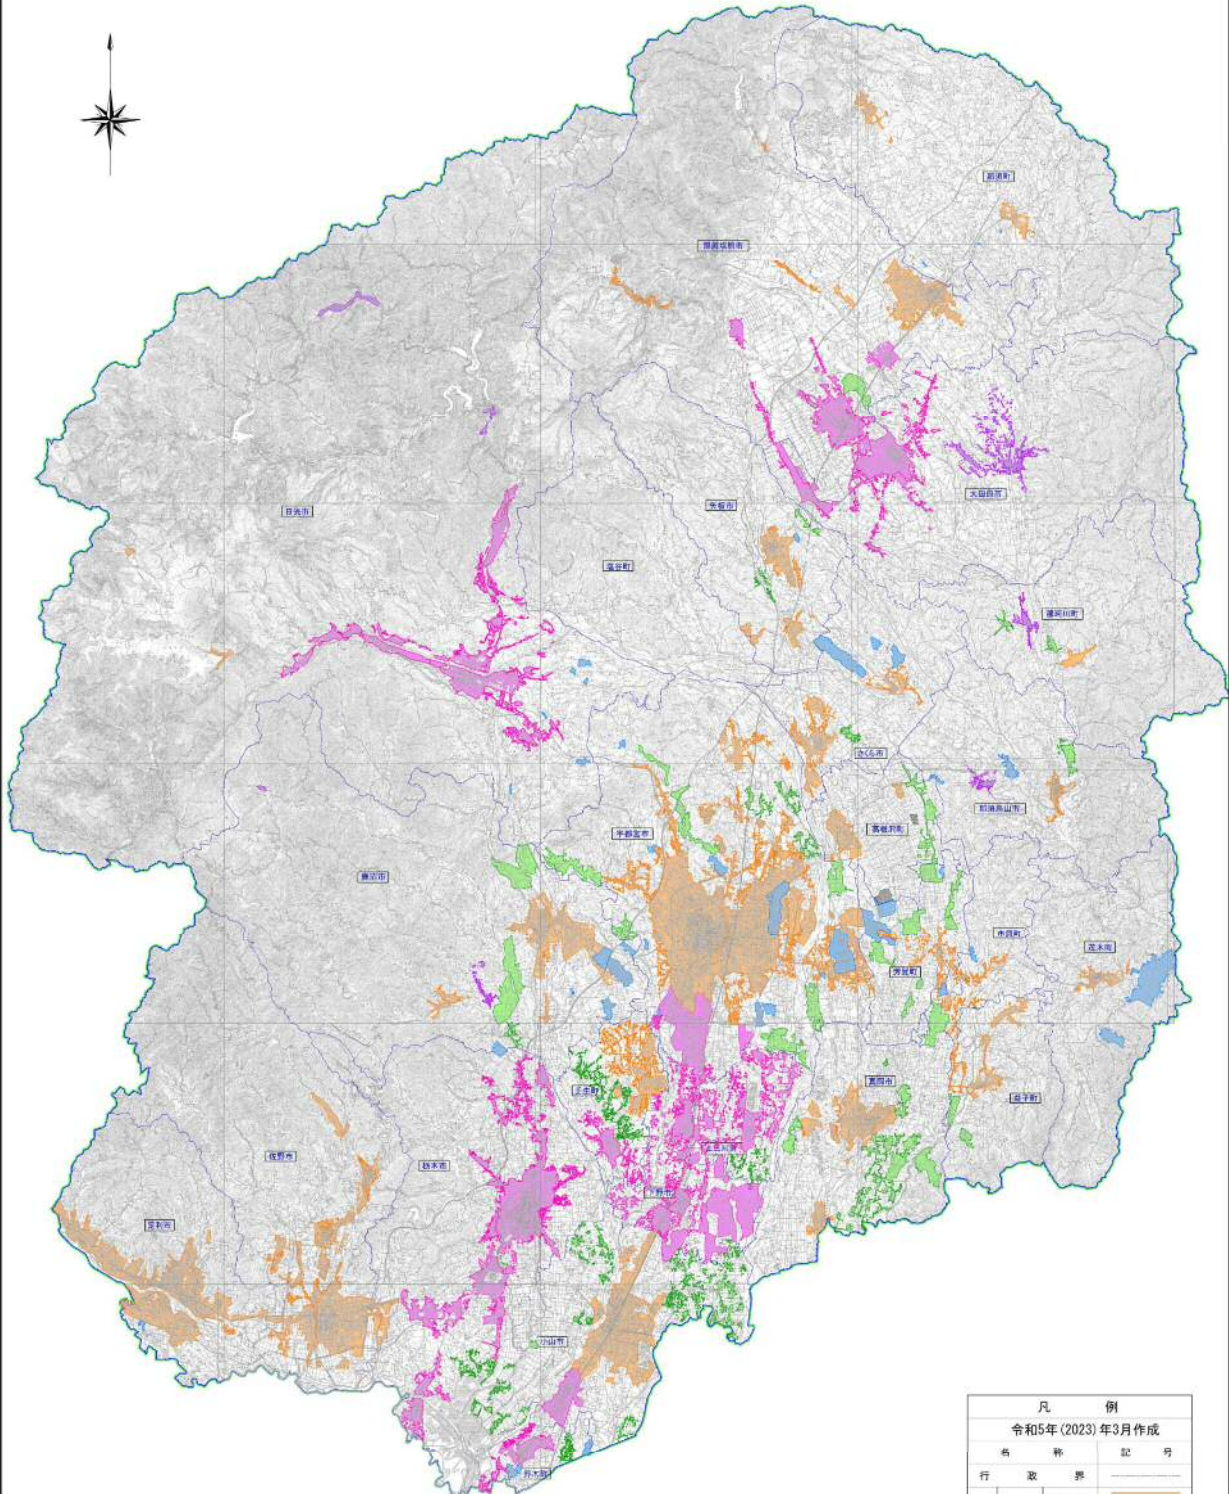 那須町
那須塩原市
大田原市
日光市
矢板市
塩谷町
那珂川町
さくら市
那須烏山市
宇都宮市
高根沢町
鹿沼市
市貝町
茂木町
芳賀町
真岡市
壬生町
益子町
上三川町
佐野市
栃木市
下野市
足利市
小山市
野木町
凡 例
令和5年(2023)年3月作成
名 称 記 号
行 政 界